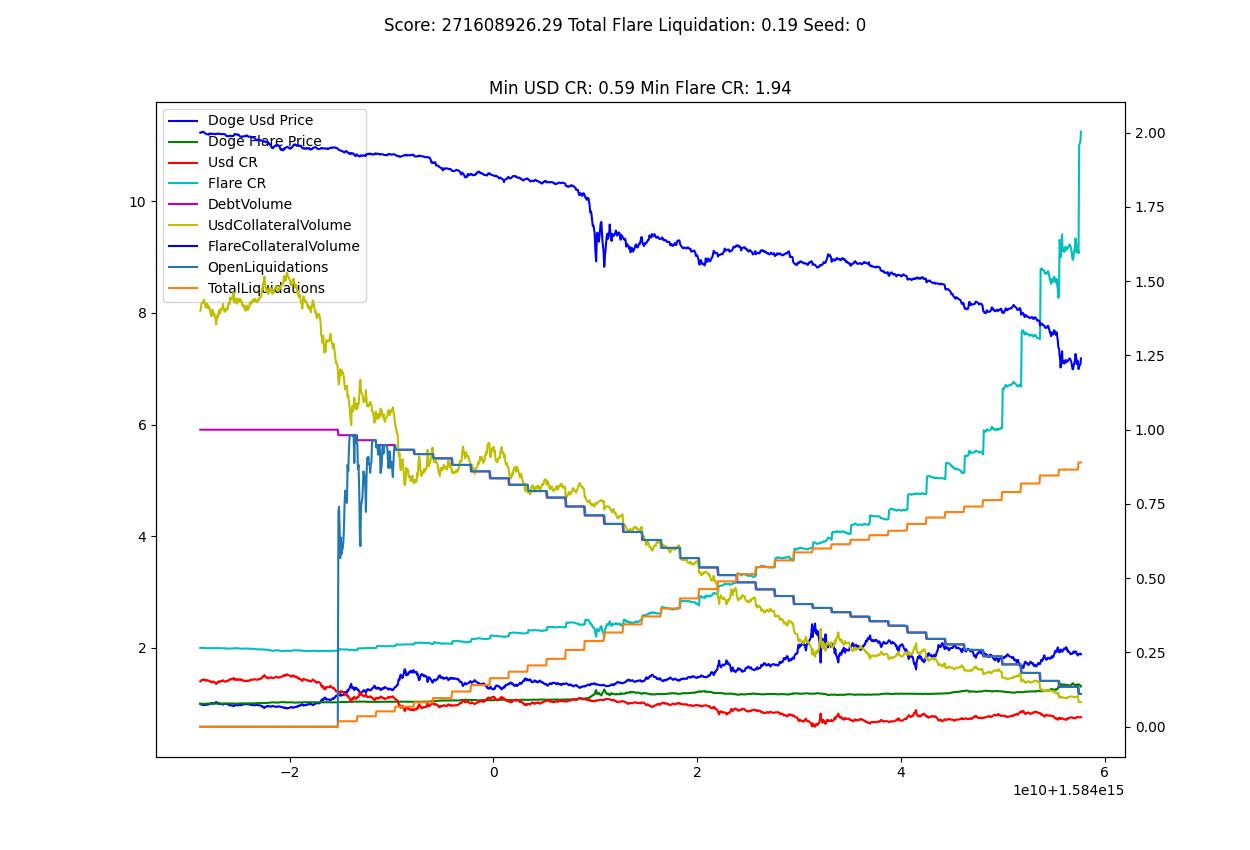 Score: 271608926.29 Total Flare Liquidation: 0.19 Seed: 0
Min USD CR: 0.59 Min Flare CR: 1.94
Doge Usd Price
Doge Flare Price
Usd CR
Flare CR
DebtVolume
UsdCollateralVolume
FlareCollateralVolume
OpenLiquidations
TotalLiquidations
10
8
6
4
2
2.00
1.75
1.50
1.25
1.00
0.75
0.50
0.25
0.00
−2
0
2
4
6
1e10+1.584e15